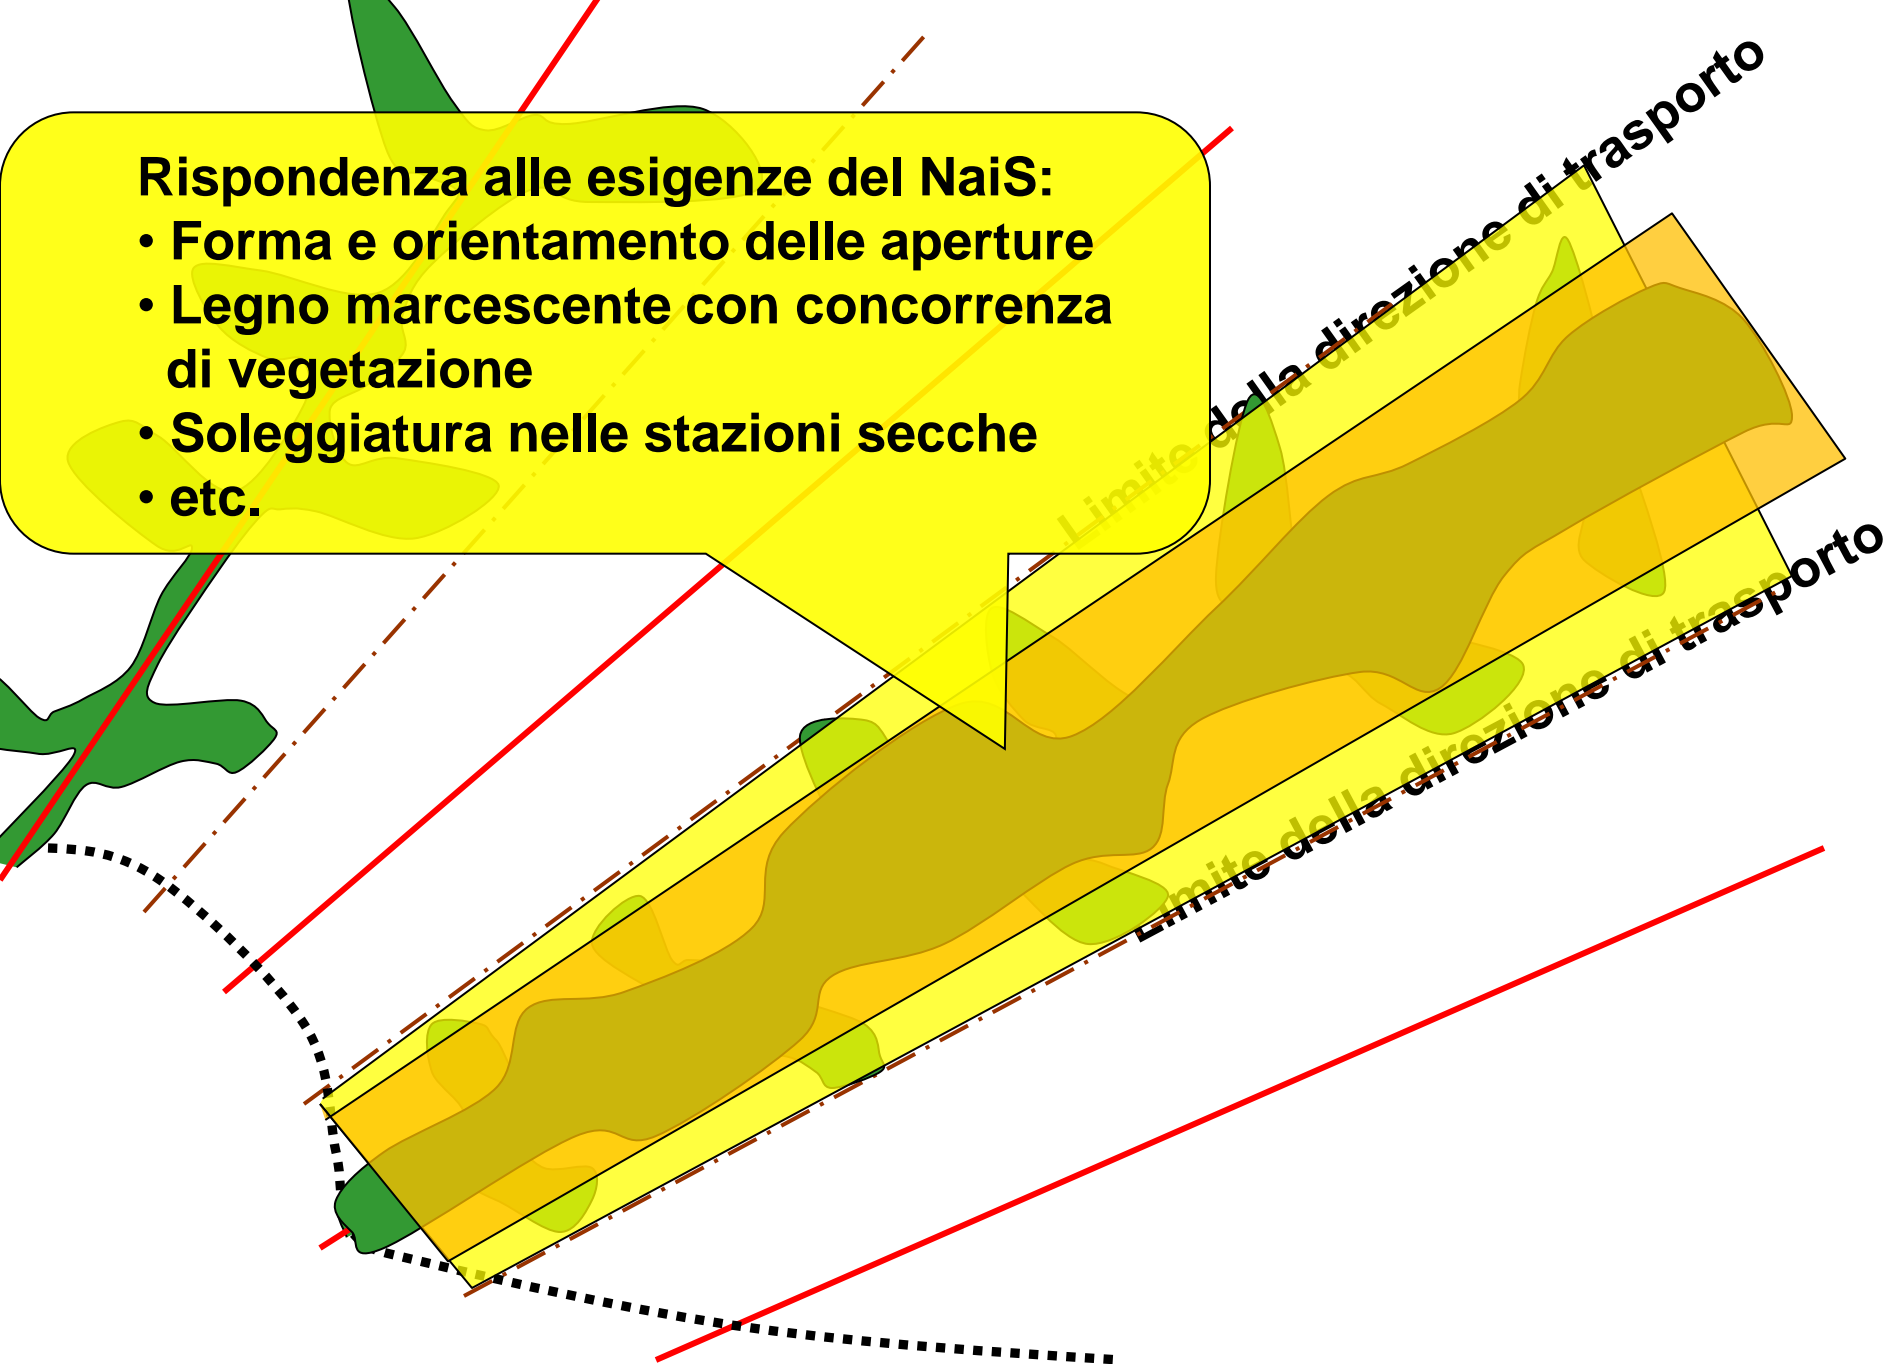 Rispondenza alle esigenze del NaiS:
• Forma e orientamento delle aperture
• Legno marcescente con concorrenza
di vegetazione
• Soleggiatura nelle stazioni secche
• etc.
Limite della direzione di trasporto
Limite della direzione di trasporto